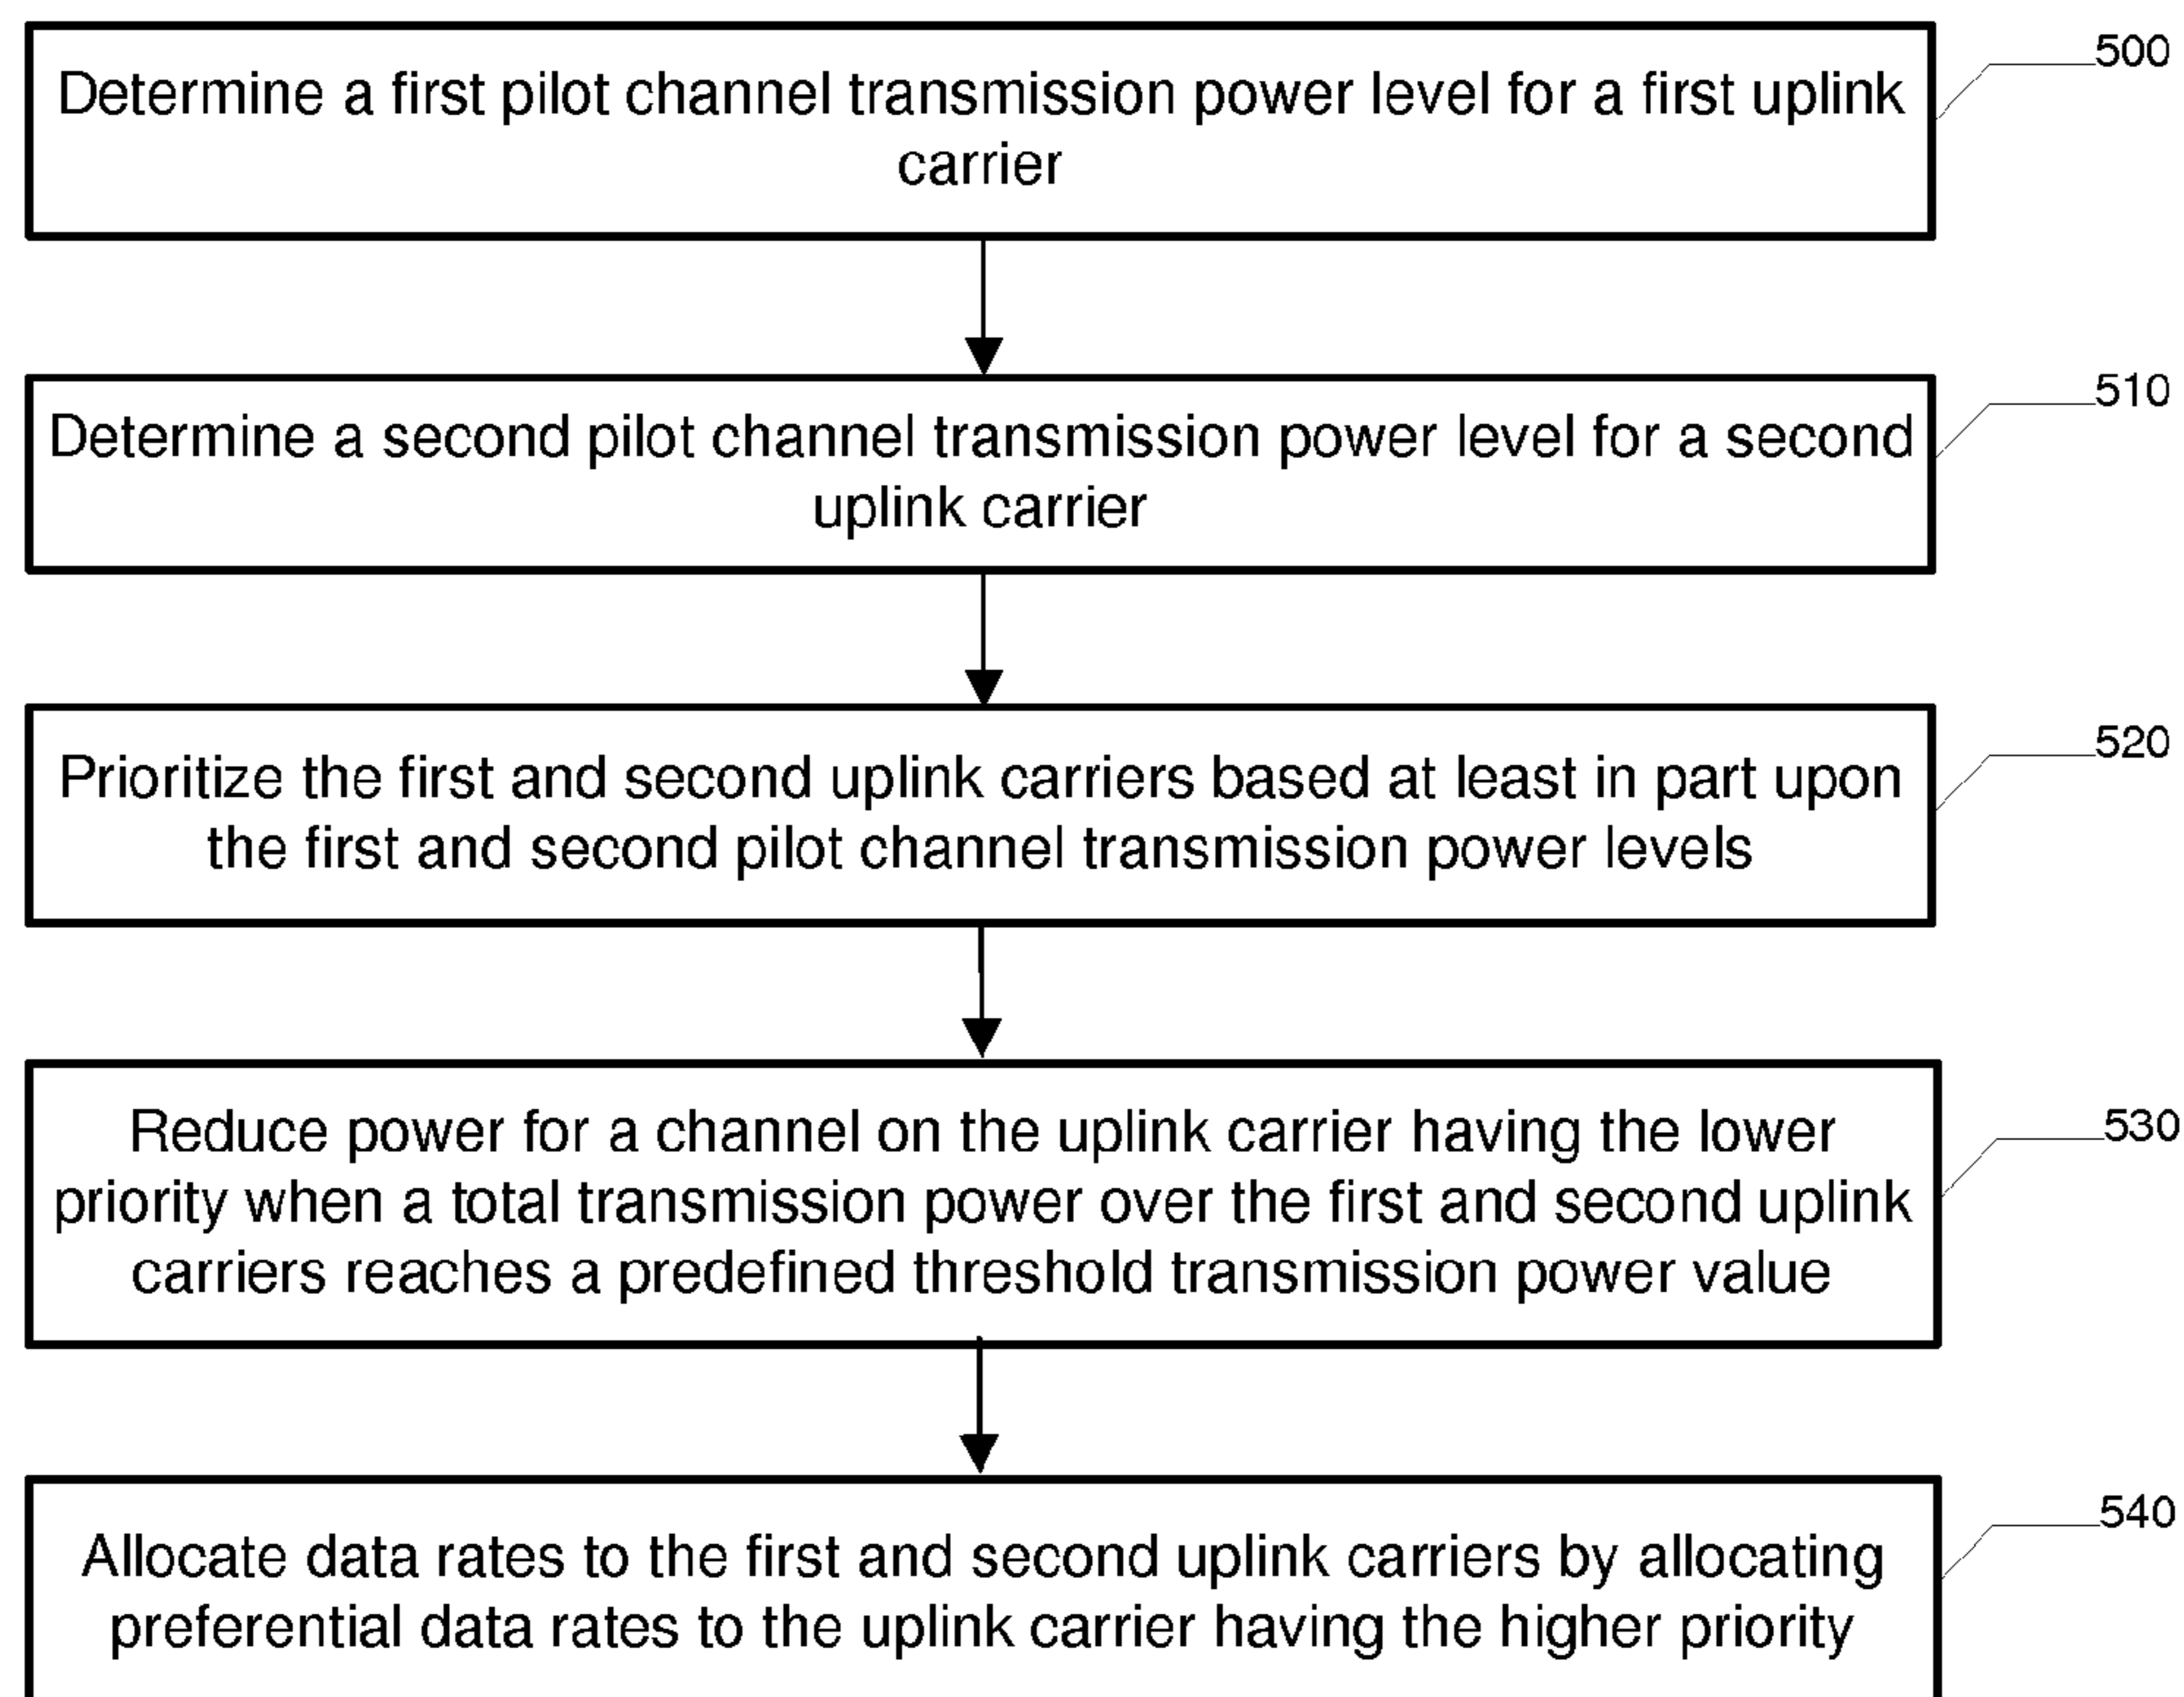 Determine a first pilot channel transmission power level for a first uplink
carrier
500
Determine a second pilot channel transmission power level for a second
uplink carrier
510
Prioritize the first and second uplink carriers based at least in part upon
the first and second pilot channel transmission power levels
520
Reduce power for a channel on the uplink carrier having the lower
priority when a total transmission power over the first and second uplink
carriers reaches a predefined threshold transmission power value
530
Allocate data rates to the first and second uplink carriers by allocating
preferential data rates to the uplink carrier having the higher priority
540